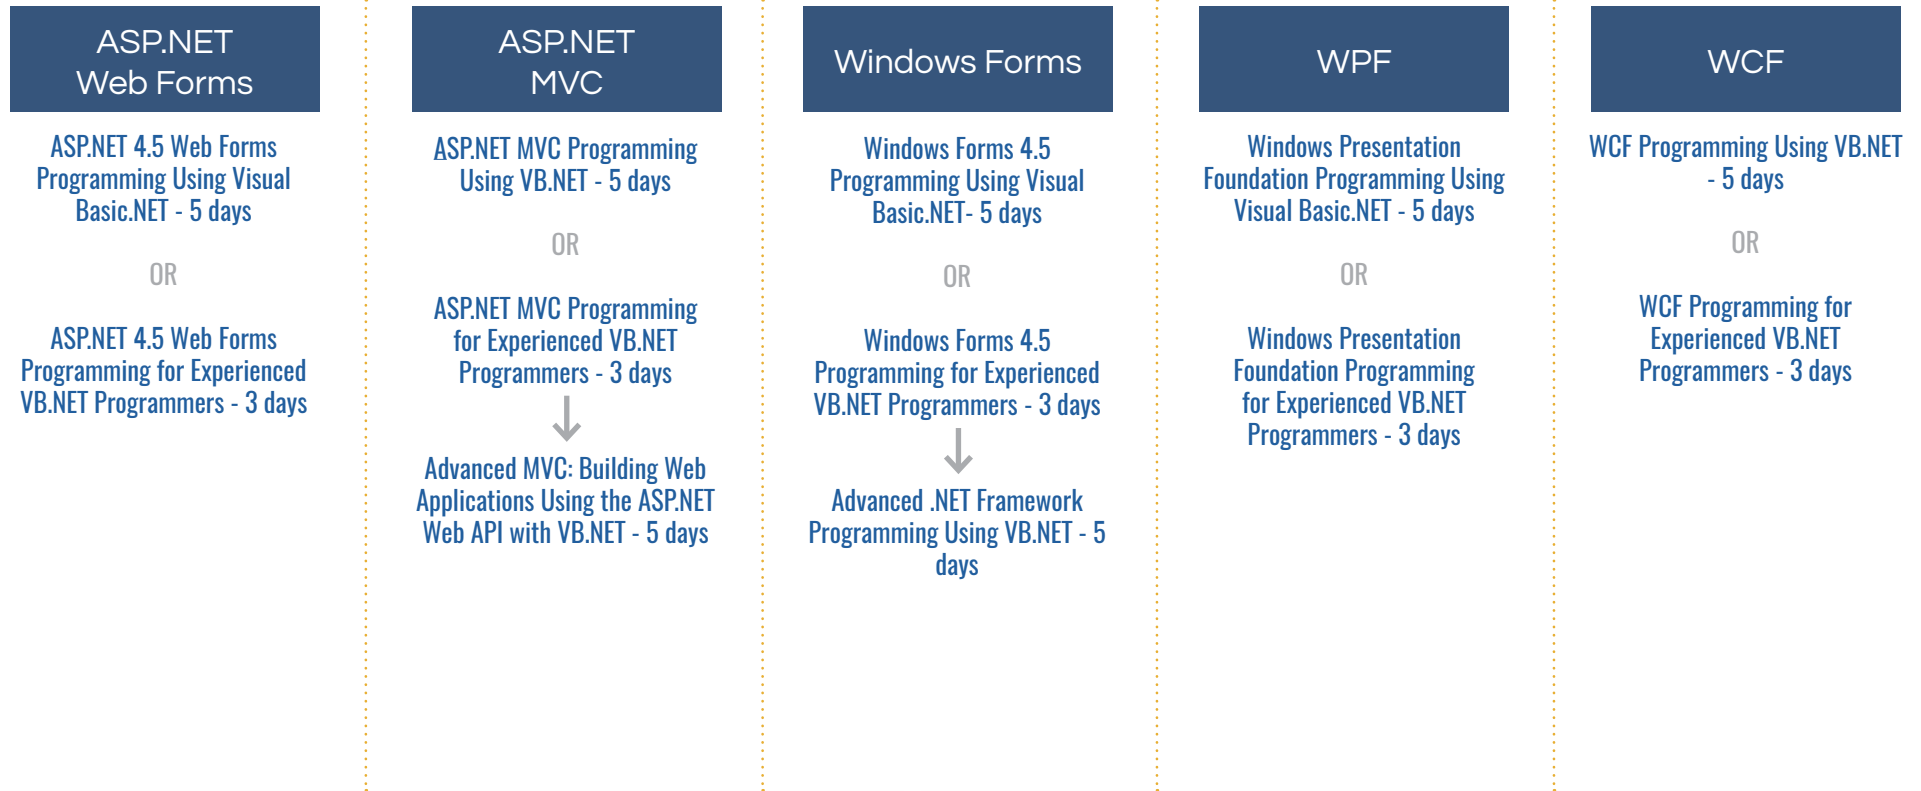 ASP.NET
Web Forms
ASP.NET 4.5 Web Forms
Programming Using Visual
Basic.NET - 5 days
OR
ASP.NET 4.5 Web Forms
Programming for Experienced
VB.NET Programmers - 3 days
ASP.NET
MVC
ASP.NET MVC Programming
Using VB.NET - 5 days
OR
ASP.NET MVC Programming
for Experienced VB.NET
Programmers - 3 days
Advanced MVC: Building Web
Applications Using the ASP.NET
Web API with VB.NET - 5 days
Windows Forms
Windows Forms 4.5
Programming Using Visual
Basic.NET- 5 days
OR
Windows Forms 4.5
Programming for Experienced
VB.NET Programmers - 3 days
Advanced .NET Framework
Programming Using VB.NET - 5
days
WPF
Windows Presentation
Foundation Programming Using
Visual Basic.NET - 5 days
OR
Windows Presentation
Foundation Programming
for Experienced VB.NET
Programmers - 3 days
WCF
WCF Programming Using VB.NET
- 5 days
OR
WCF Programming for
Experienced VB.NET
Programmers - 3 days